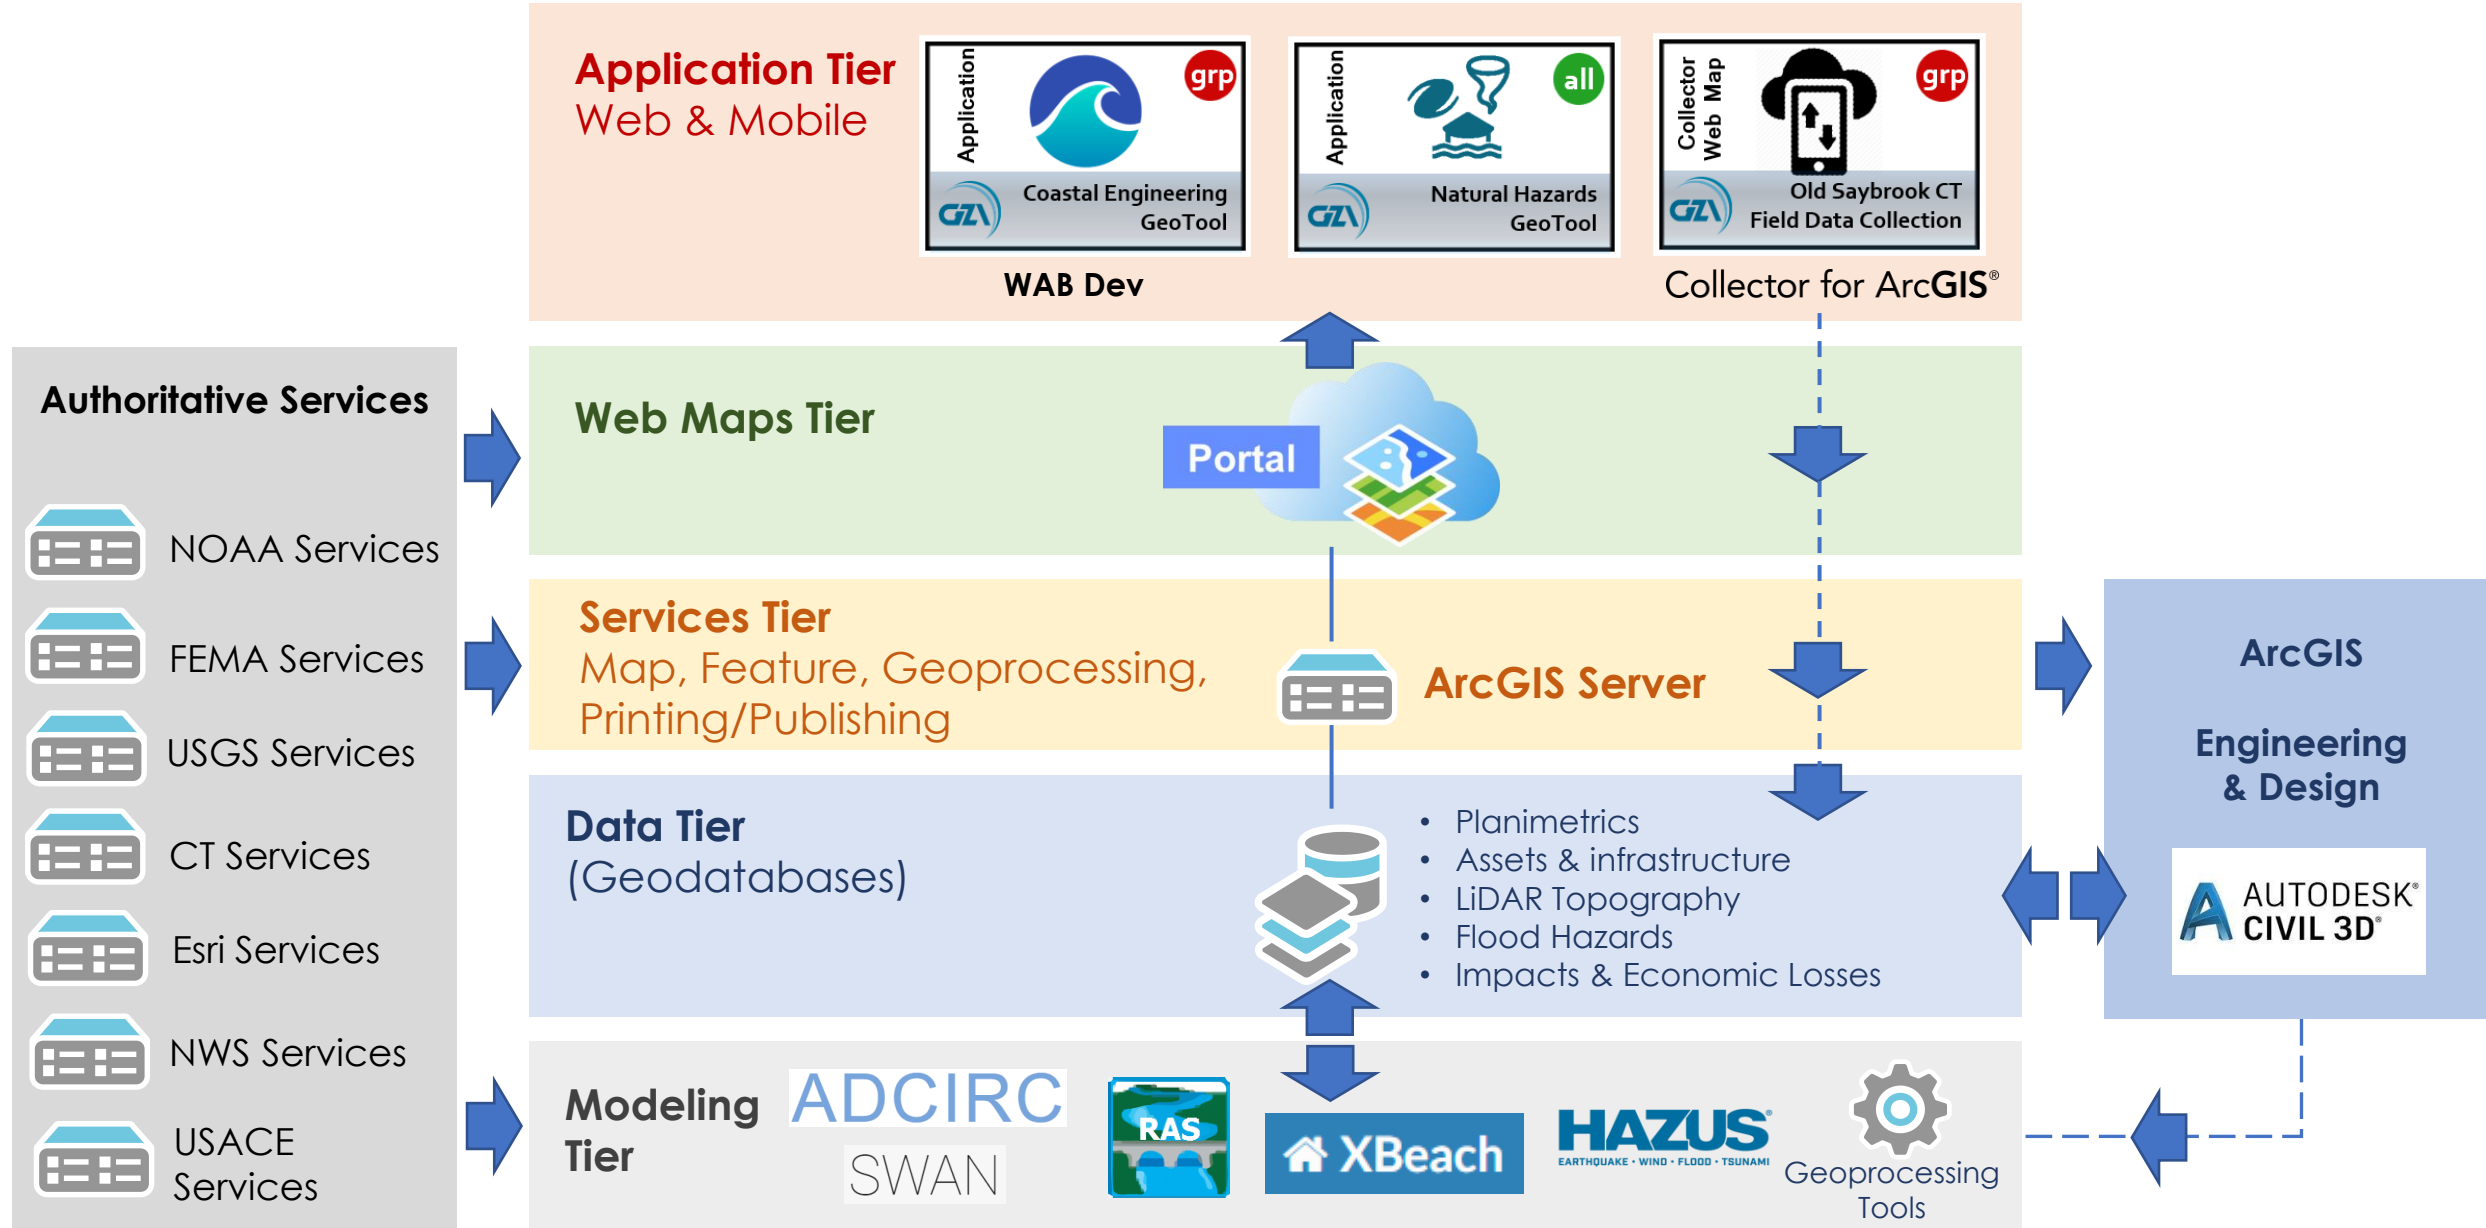 Application Tier
Web & Mobile
Application
grp
GZA
Coastal Engineering
GeoTool
WAB Dev
Application
all
GZA
Natural Hazards
GeoTool
Collector
Web Map
grp
GZA
Old Saybrook CT
Field Data Collection
Collector for ArcGIS®
Authoritative Services
NOAA Services
FEMA Services
USGS Services
CT Services
Esri Services
NWS Services
USACE
Services
Web Maps Tier
Portal
Services Tier
Map, Feature, Geoprocessing,
Printing/Publishing
ArcGIS Server
Data Tier
(Geodatabases)
• Planimetrics
• Assets & infrastructure
• LiDAR Topography
• Flood Hazards
• Impacts & Economic Losses
ArcGIS
Engineering
& Design
AUTODESK®
CIVIL 3D®
Modeling
Tier
ADCIRC
SWAN
RAS
XBeach
HAZUS®
EARTHQUAKE • WIND • FLOOD • TSUNAMI
Geoprocessing
Tools